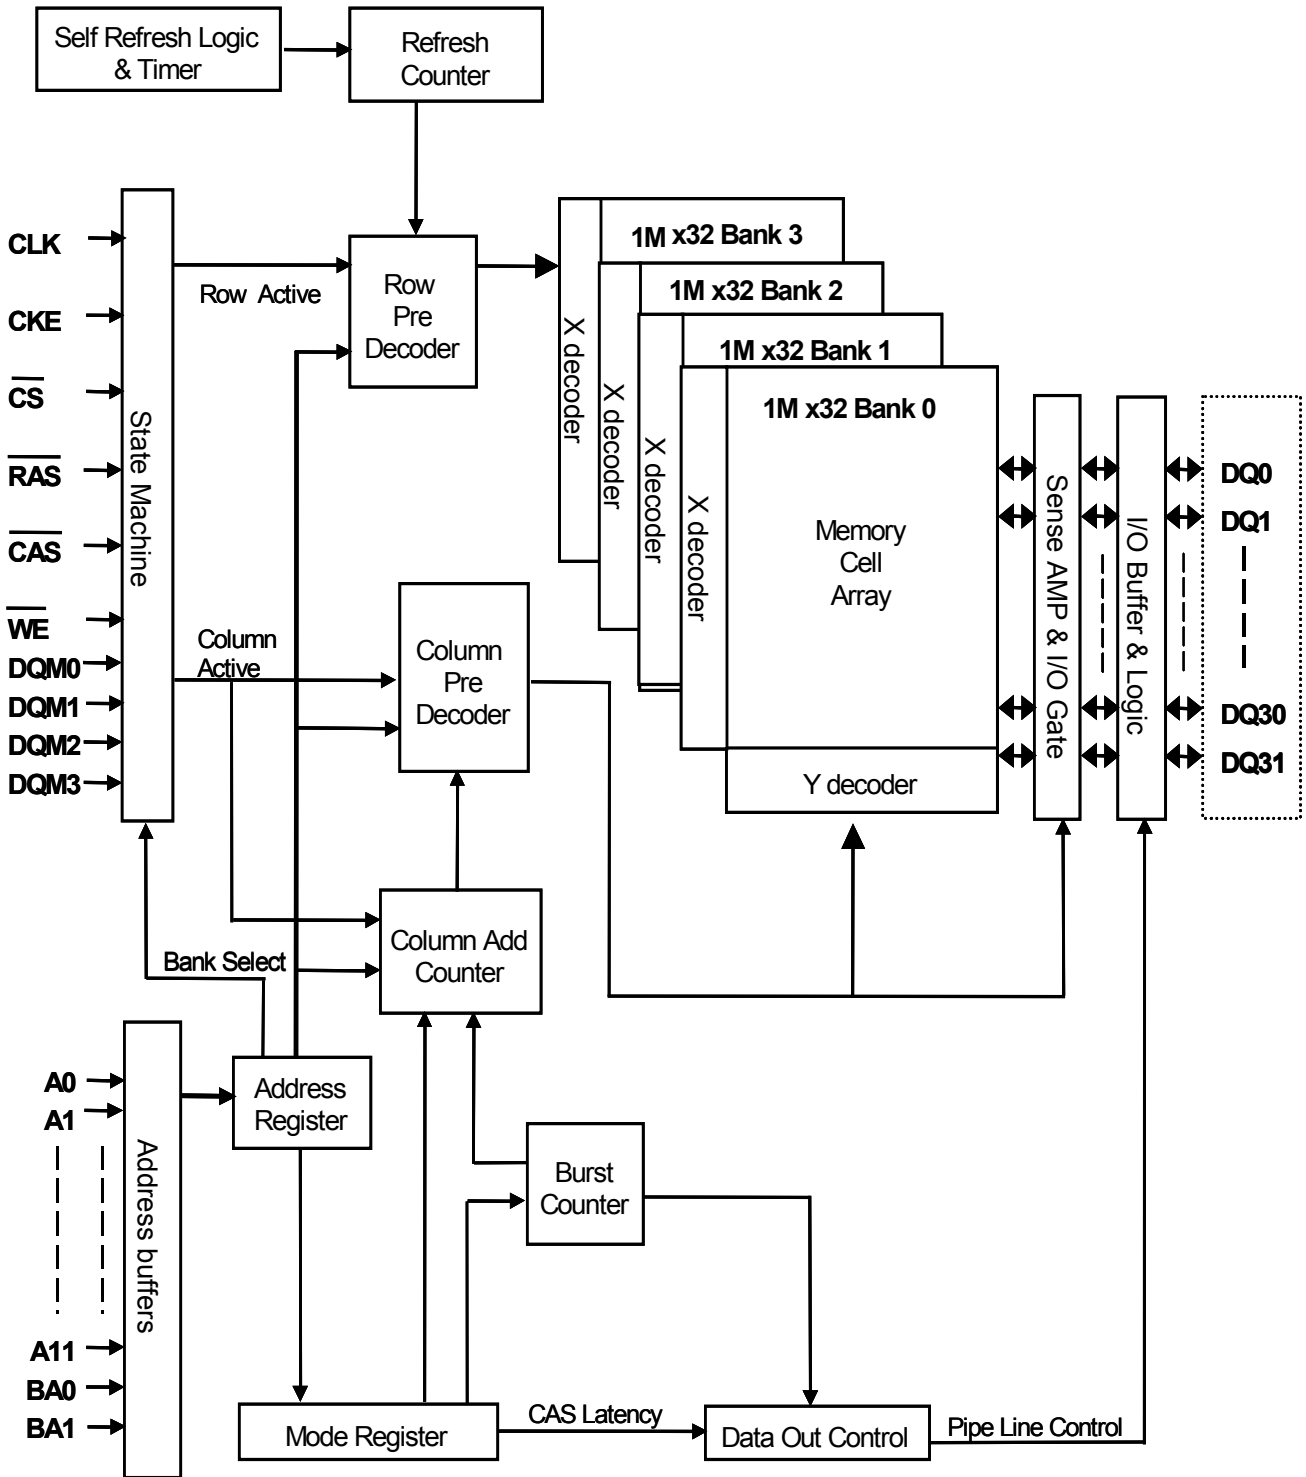 Self Refresh Logic
& Timer
Refresh
Counter
CLK
CKE
CS
RAS
CAS
WE
DQM0
DQM1
DQM2
DQM3
State Machine
Row Active
Row
Pre
Decoder
Column
Active
Column
Pre
Decoder
X decoder
1M x32 Bank 3
X decoder
1M x32 Bank 2
X decoder
1M x32 Bank 1
X decoder
1M x32 Bank 0
Memory
Cell
Array
Y decoder
Sense AMP & I/O Gate
I/O Buffer & Logic
DQ0
DQ1
DQ30
DQ31
Bank Select
Column Add
Counter
A0
A1
A11
BA0
BA1
Address buffers
Address
Register
Burst
Counter
Mode Register
CAS Latency
Data Out Control
Pipe Line Control